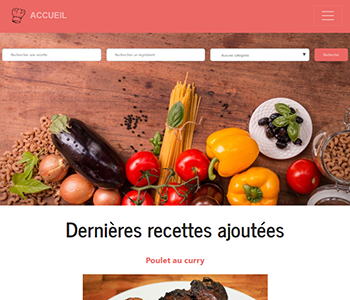 ACCUEIL
Rechercher une recette
Rechercher un ingrédient
Aucune catégorie
Recherche
Dernières recettes ajoutées
Poulet au curry